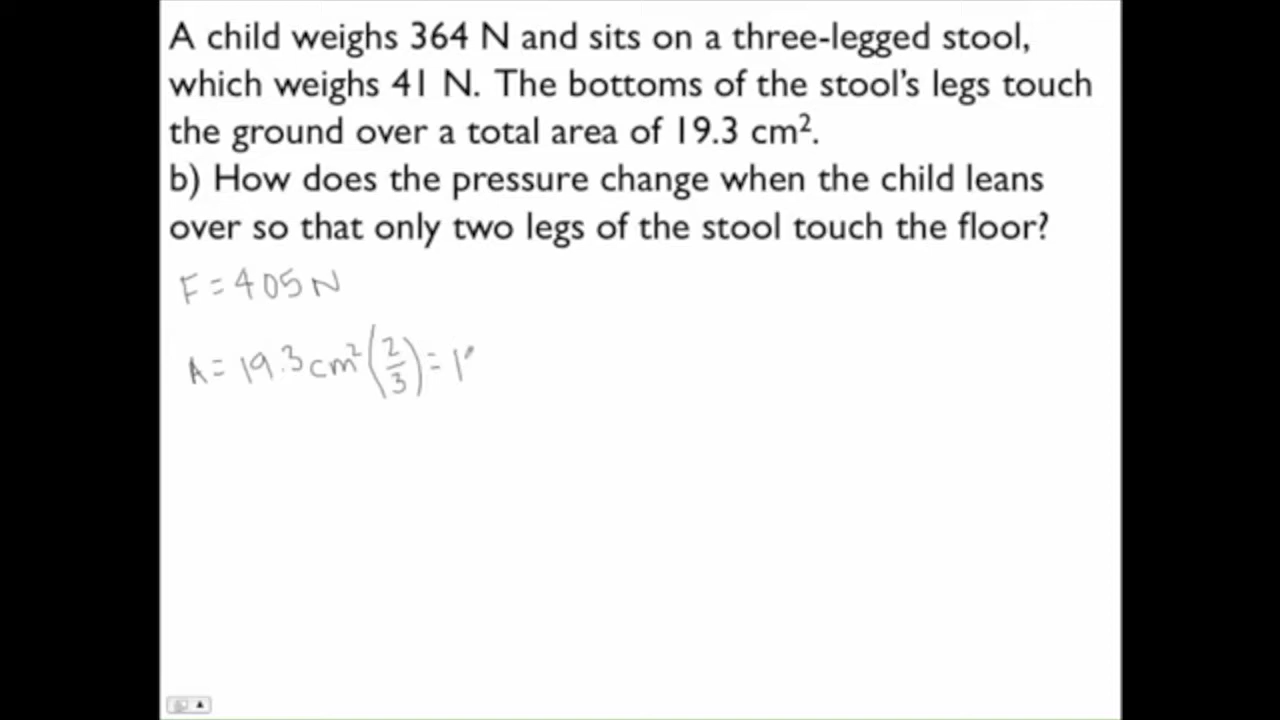 A child weighs 364 N and sits on a three-legged stool,
which weighs 41 N. The bottoms of the stool’s legs touch
the ground over a total area of 19.3 cm².
b) How does the pressure change when the child leans
over so that only two legs of the stool touch the floor?
F = 405 N
A = 19.3 cm² (2/3) = 1